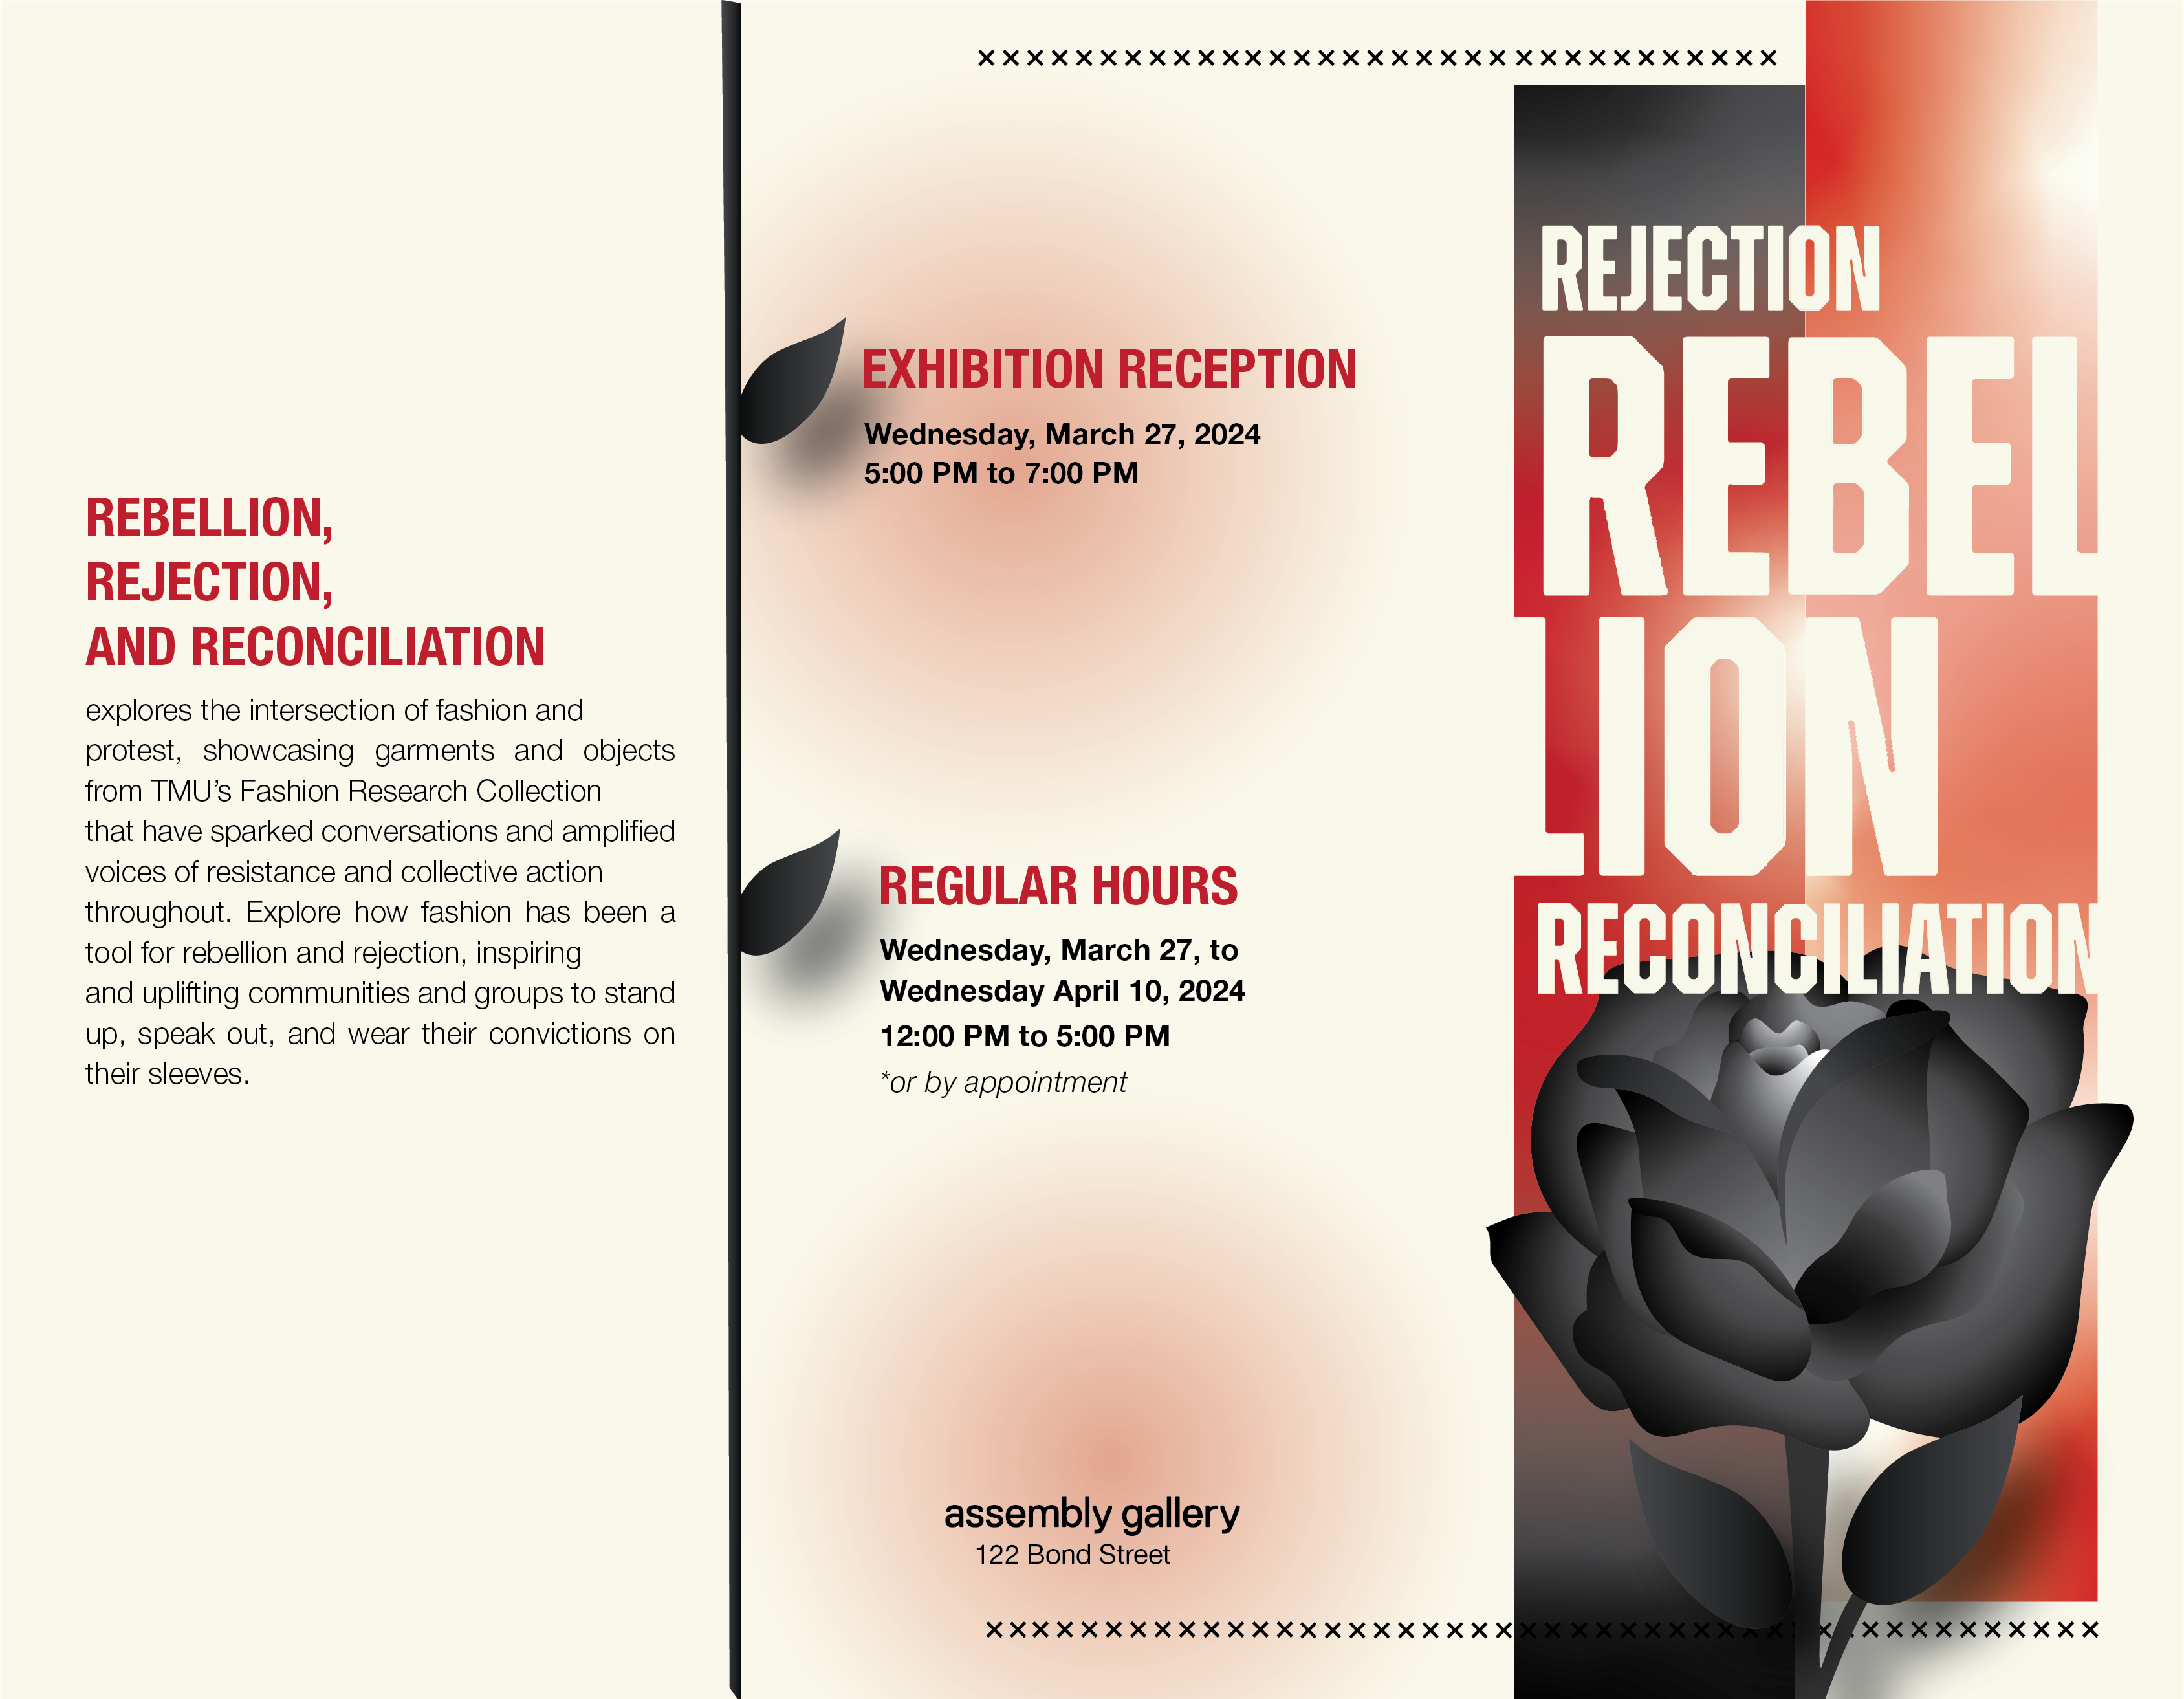 REBELLION,
REJECTION,
AND RECONCILIATION
explores the intersection of fashion and
protest, showcasing garments and objects
from TMU’s Fashion Research Collection
that have sparked conversations and amplified
voices of resistance and collective action
throughout. Explore how fashion has been a
tool for rebellion and rejection, inspiring
and uplifting communities and groups to stand
up, speak out, and wear their convictions on
their sleeves.
EXHIBITION RECEPTION
Wednesday, March 27, 2024
5:00 PM to 7:00 PM
REGULAR HOURS
Wednesday, March 27, to
Wednesday April 10, 2024
12:00 PM to 5:00 PM
*or by appointment
assembly gallery
122 Bond Street
REJECTION
REBEL
LION
RECONCILIATION